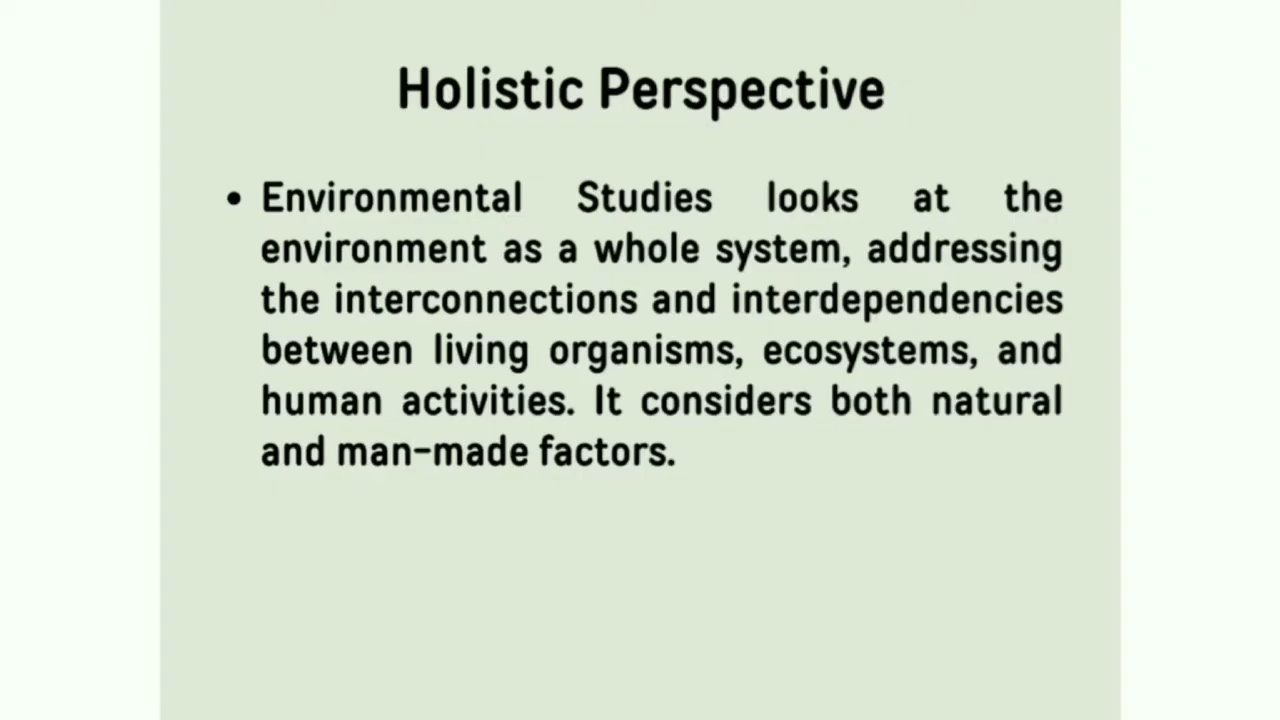 Holistic Perspective
• Environmental Studies looks at the
environment as a whole system, addressing
the interconnections and interdependencies
between living organisms, ecosystems, and
human activities. It considers both natural
and man-made factors.